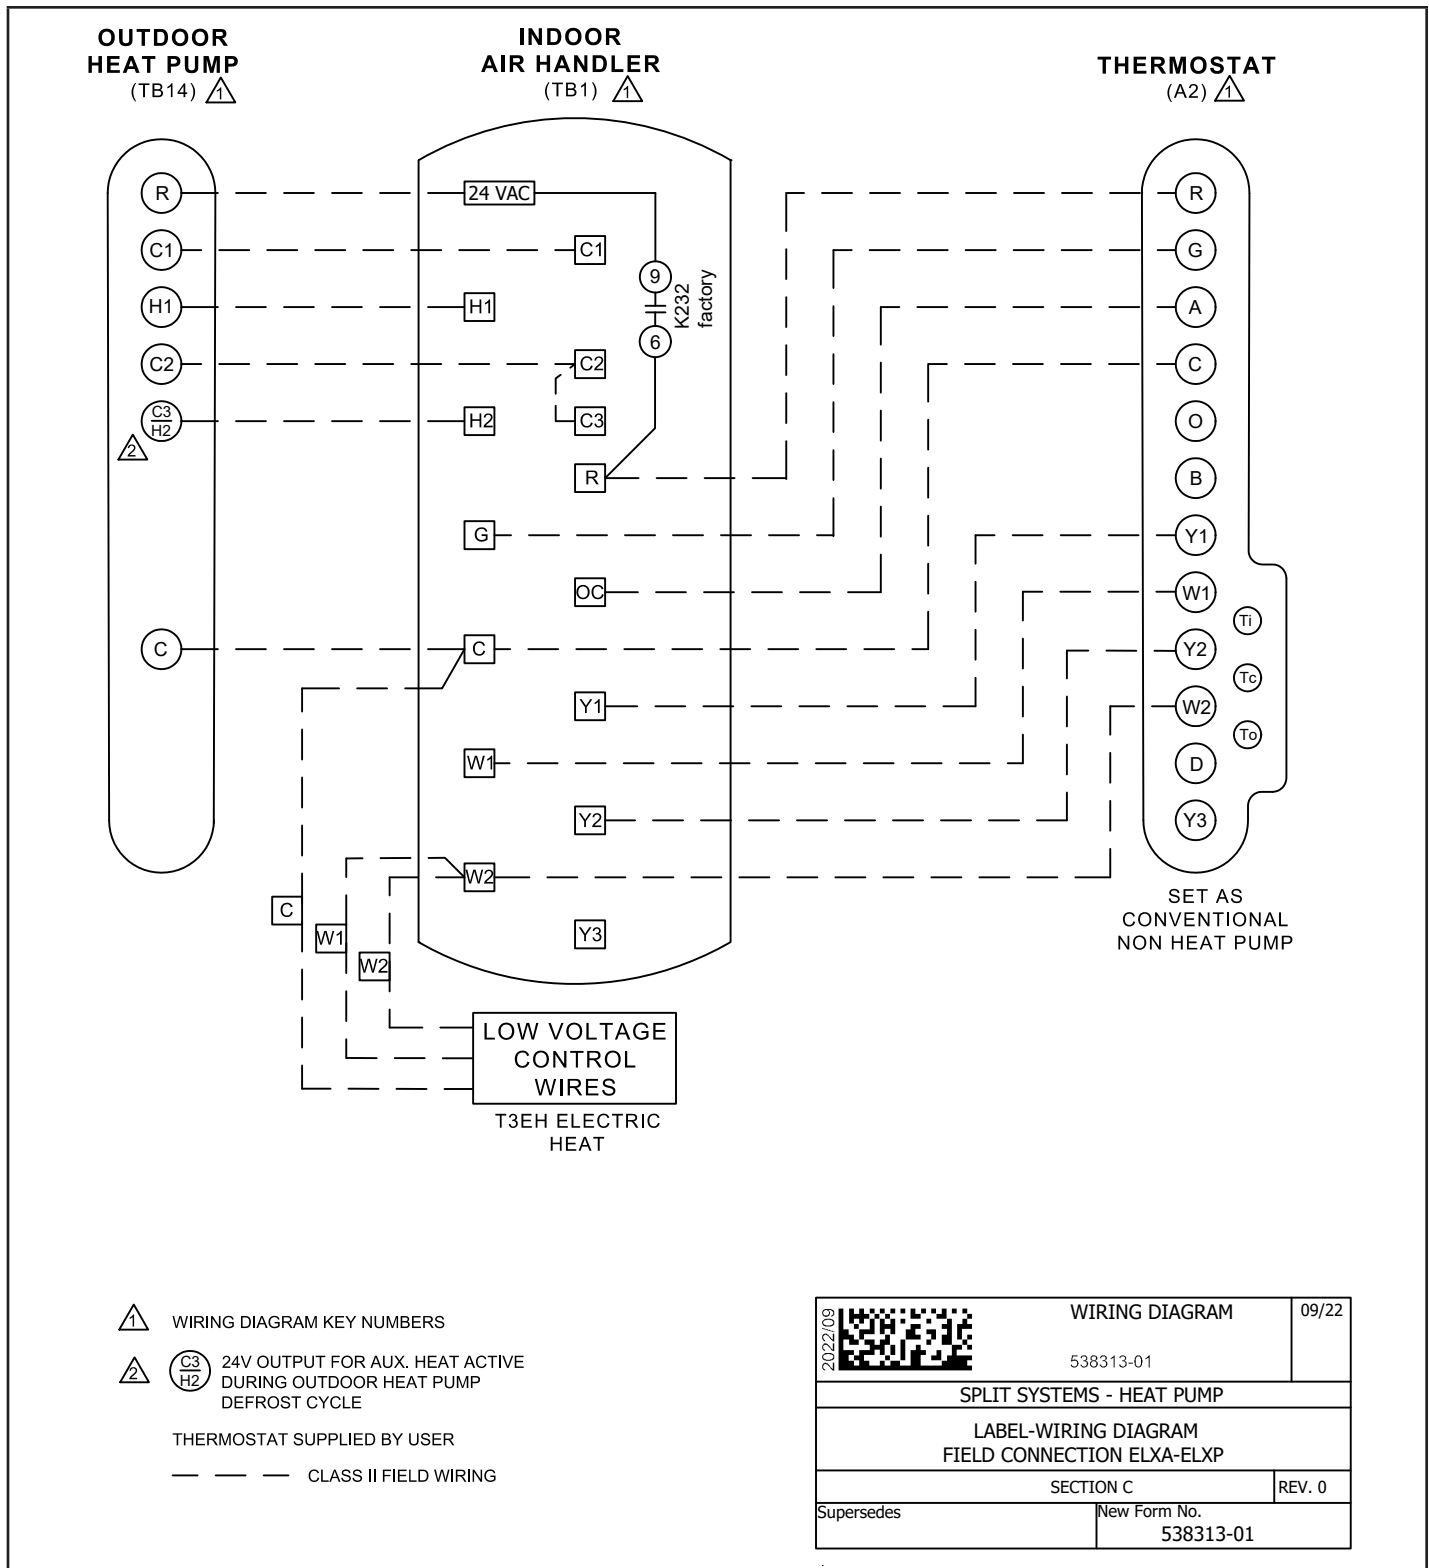 OUTDOOR
HEAT PUMP
(TB14) 1
INDOOR
AIR HANDLER
(TB1) 1
THERMOSTAT
(A2) 1
R
C1
H1
C2
C3
H2
2
C
24 VAC
C1
9
K232
factory
6
H1
C2
H2
C3
R
G
OC
C
Y1
W1
Y2
W2
Y3
R
G
A
C
O
B
Y1
W1
Ti
Y2
Tc
W2
To
D
Y3
SET AS
CONVENTIONAL
NON HEAT PUMP
C
W1
W2
LOW VOLTAGE
CONTROL
WIRES
T3EH ELECTRIC
HEAT
1 WIRING DIAGRAM KEY NUMBERS
2
C3
H2
24V OUTPUT FOR AUX. HEAT ACTIVE
DURING OUTDOOR HEAT PUMP
DEFROST CYCLE
THERMOSTAT SUPPLIED BY USER
CLASS II FIELD WIRING
2022/09
WIRING DIAGRAM
09/22
538313-01
SPLIT SYSTEMS - HEAT PUMP
LABEL-WIRING DIAGRAM
FIELD CONNECTION ELXA-ELXP
SECTION C
REV. 0
Supersedes
New Form No.
538313-01